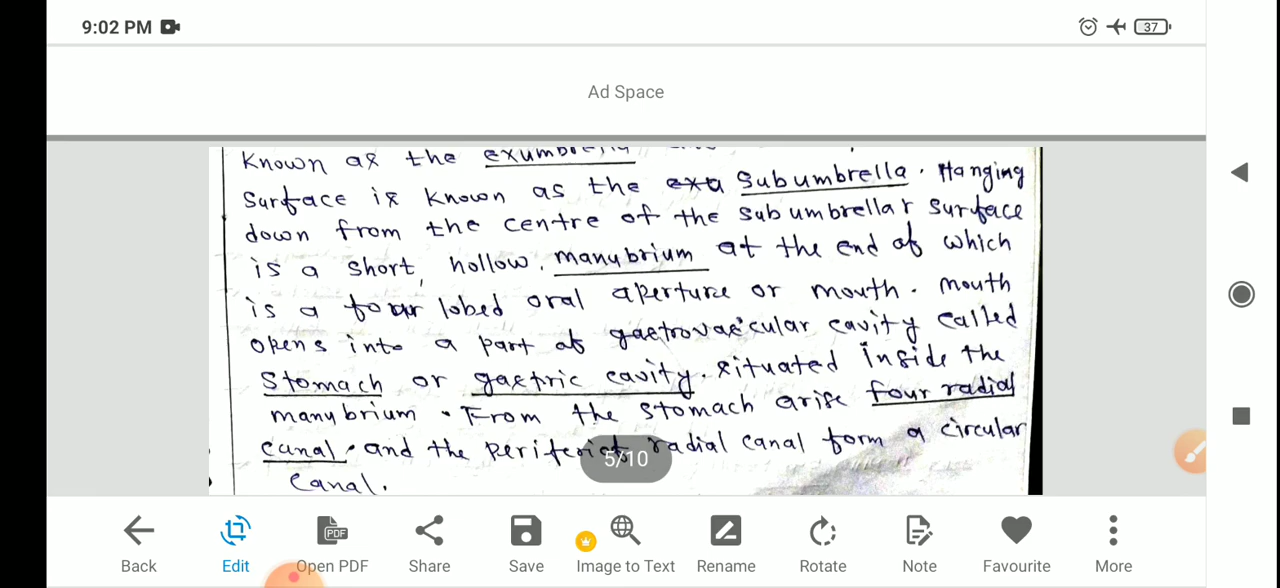 9:02 PM
37
Ad Space
Known as the exumbrella
surface is known as the exu Subumbrella. Hanging
down from the centre of the subumbrellar surface
is a short, hollow, manubrium at the end of which
is a four lobed oral aperture or mouth. mouth
opens into a part of gastrovascular cavity called
Stomach or gastric cavity. situated inside the
manubrium. From the stomach arise four radial
canal. and the radial canal form a circular
Canal.
5/10
Back
Edit
Open PDF
Share
Save
Image to Text
Rename
Rotate
Note
Favourite
More
PDF